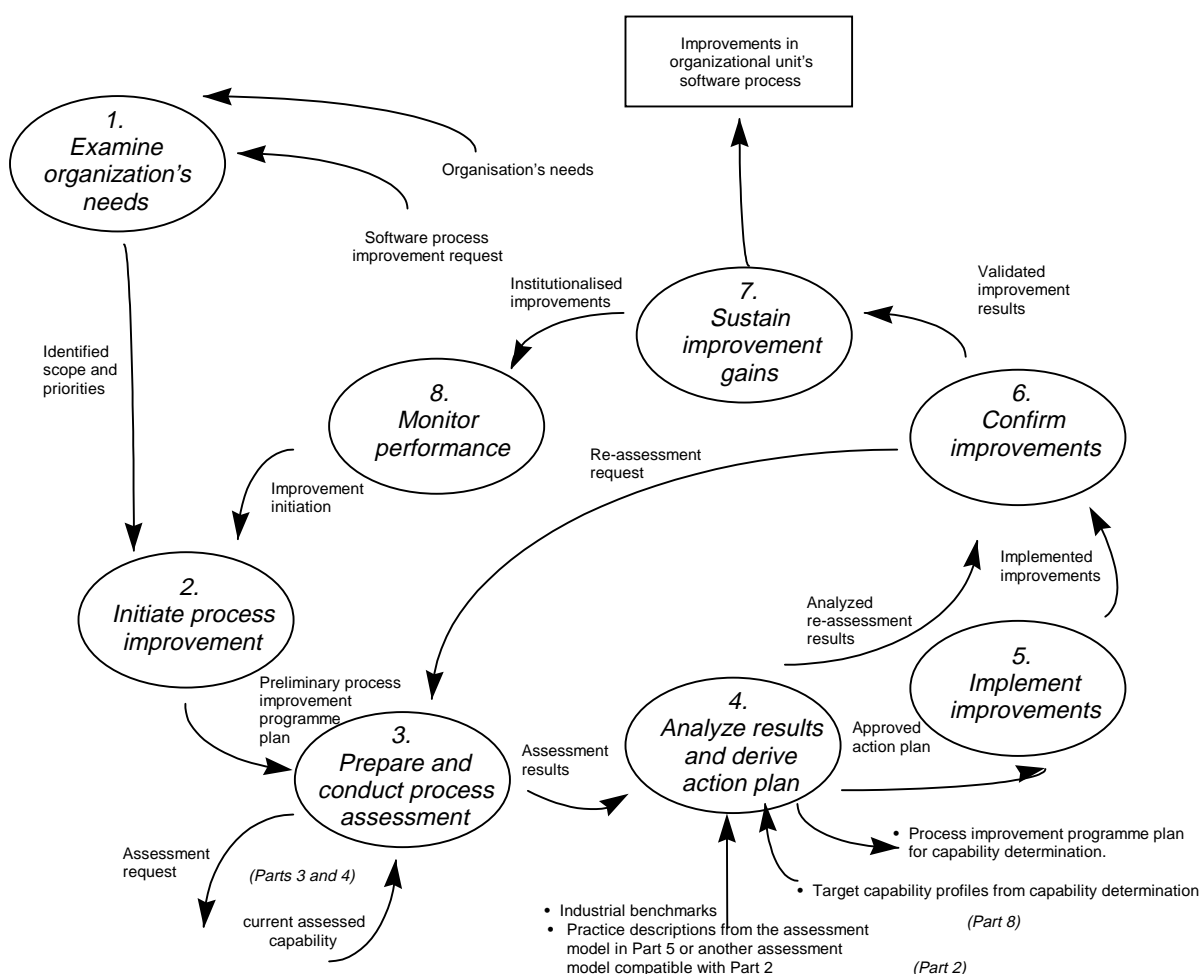 Improvements in
organizational unit's
software process
1.
Examine
organization's
needs
Organisation's needs
Software process
improvement request
Institutionalised
improvements
7.
Sustain
improvement
gains
Validated
improvement
results
Identified
scope and
priorities
8.
Monitor
performance
6.
Confirm
improvements
Re-assessment
request
Improvement
initiation
2.
Initiate process
improvement
Implemented
improvements
Analyzed
re-assessment
results
5.
Implement
improvements
Preliminary process
improvement
programme
plan
3.
Prepare and
conduct process
assessment
Assessment
results
4.
Analyze results
and derive
action plan
Approved
action plan
Assessment
request
(Parts 3 and 4)
current assessed
capability
• Process improvement programme plan
for capability determination.
• Target capability profiles from capability determination
(Part 8)
• Industrial benchmarks
• Practice descriptions from the assessment
model in Part 5 or another assessment
model compatible with Part 2
(Part 2)